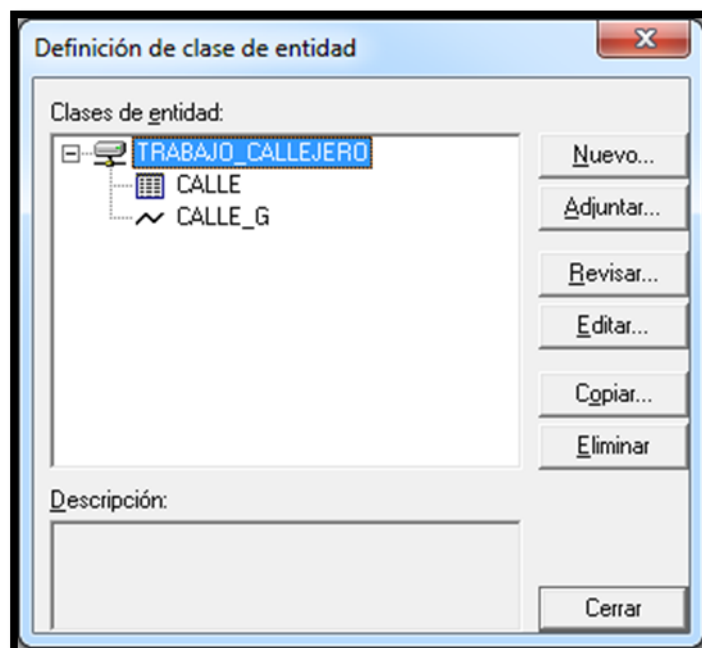 Definición de clase de entidad
Clases de entidad:
TRABAJO_CALLEJERO
CALLE
CALLE_G
Nuevo...
Adjuntar...
Revisar...
Editar...
Copiar...
Eliminar
Descripción:
Cerrar